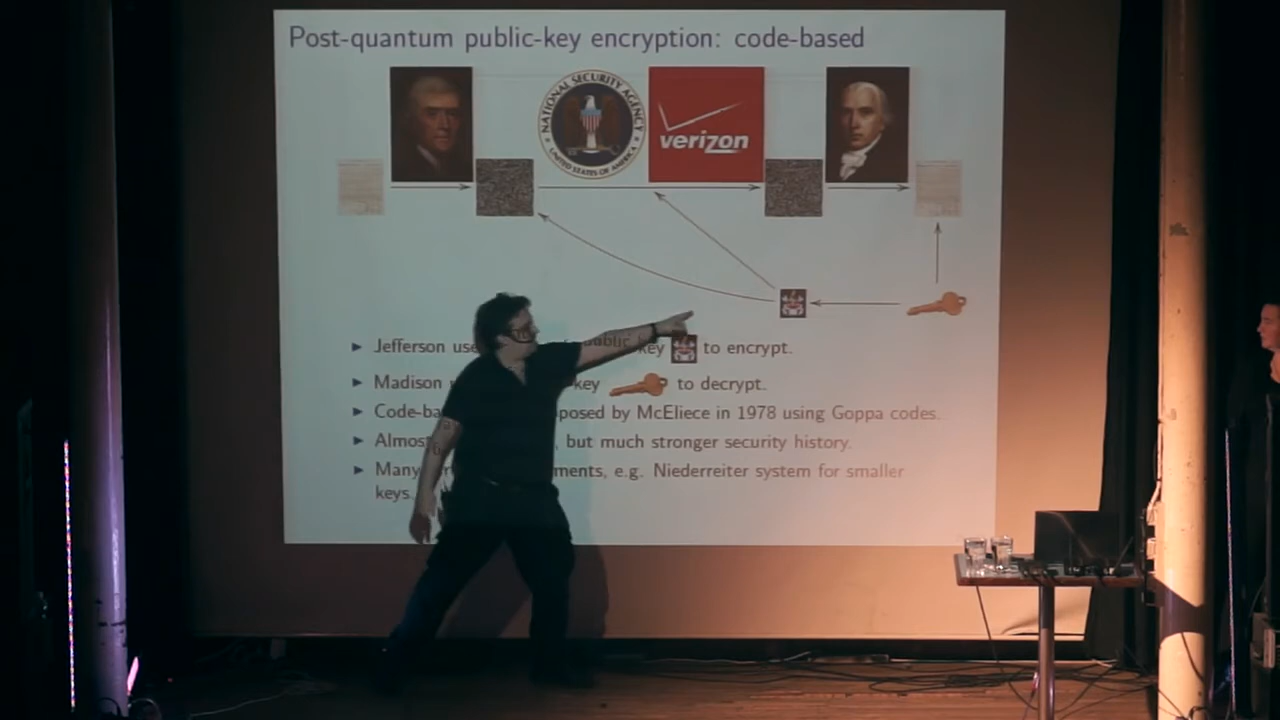 Post-quantum public-key encryption: code-based
NATIONAL SECURITY AGENCY
UNITED STATES OF AMERICA
verizon
Jefferson use public key to encrypt.
Madison key to decrypt.
Code-ba posed by McEliece in 1978 using Goppa codes.
Almos , but much stronger security history.
Many ments, e.g. Niederreiter system for smaller
keys